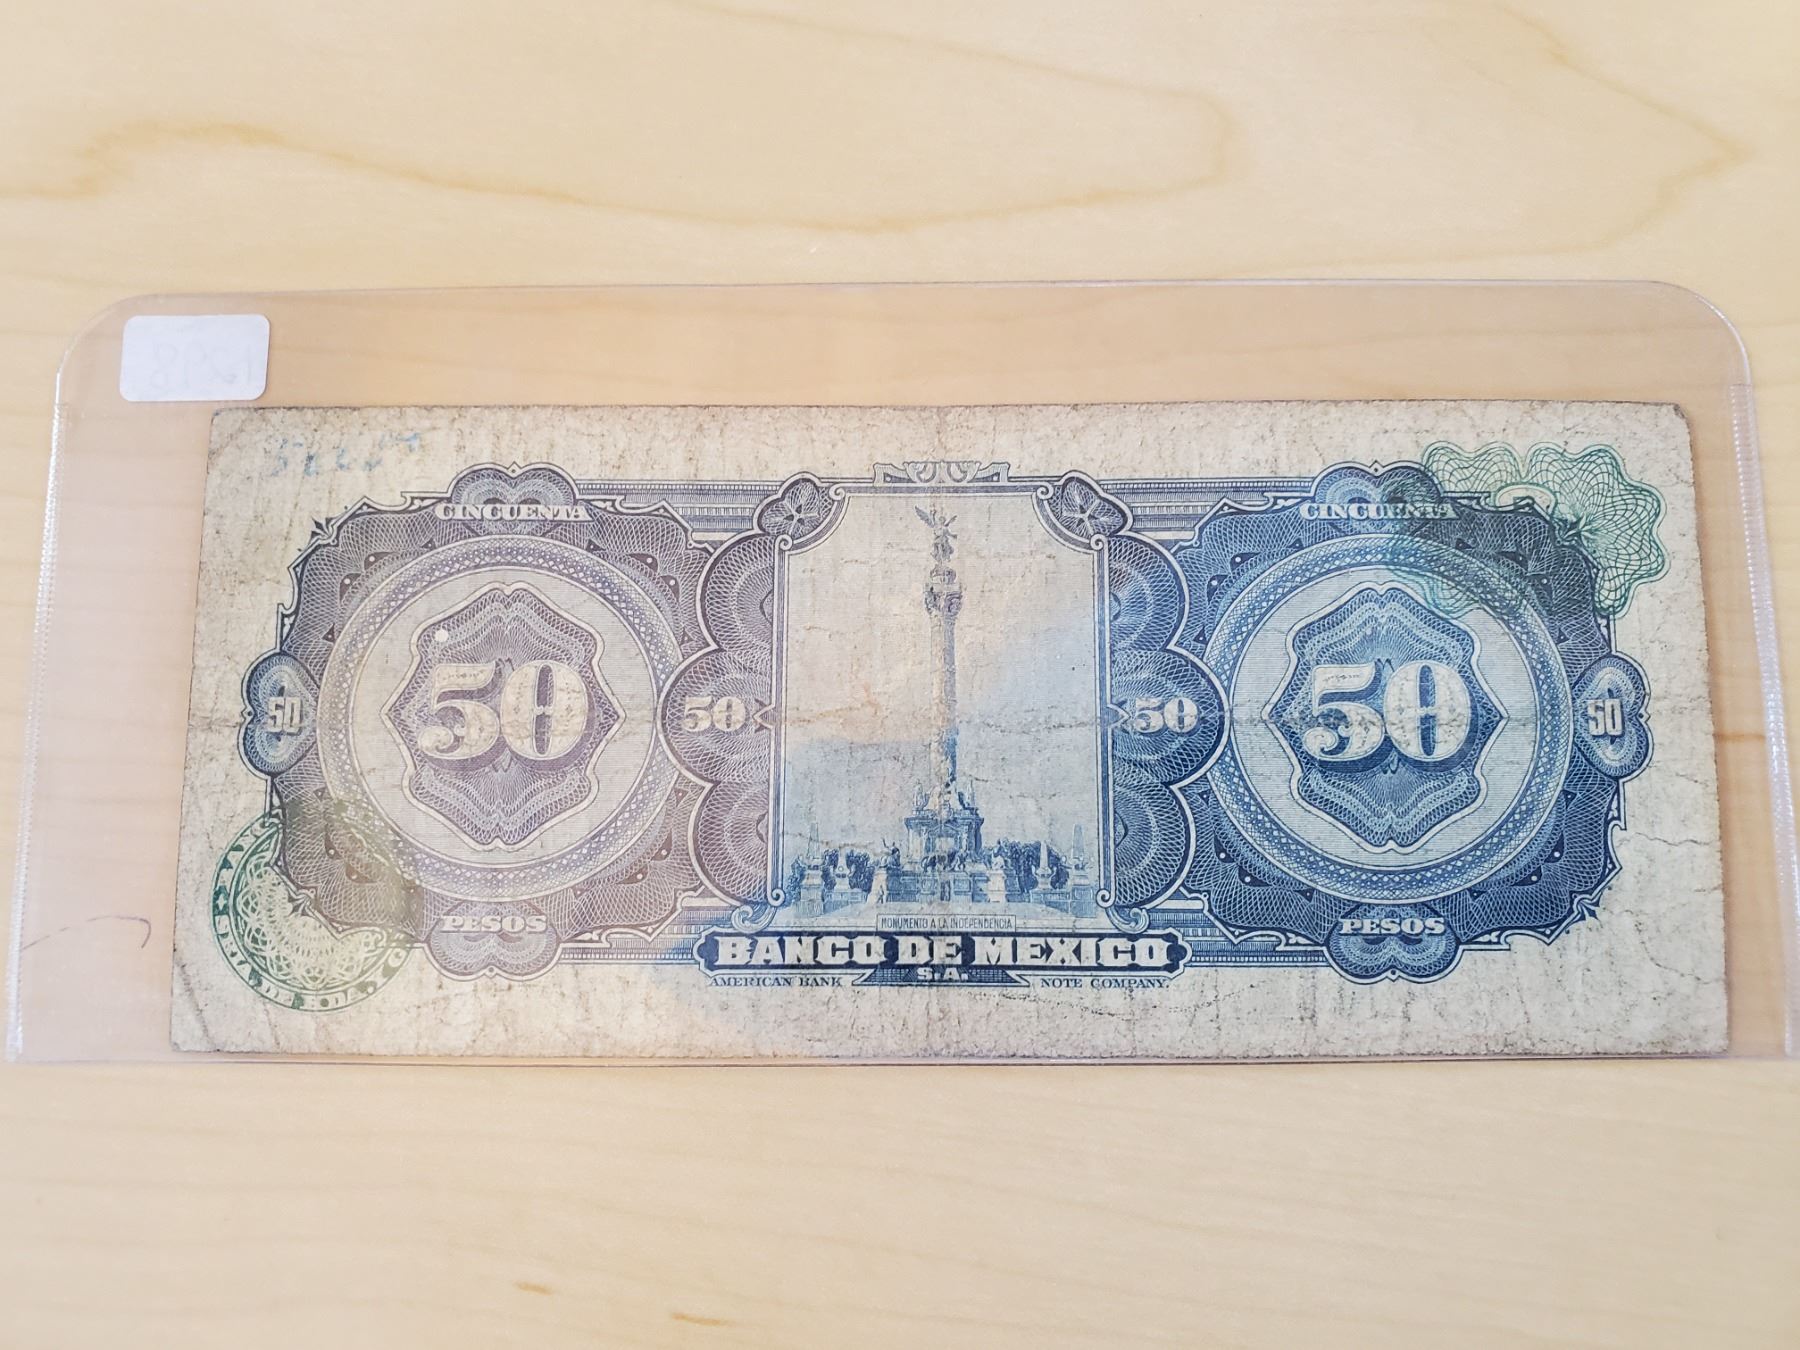 CINCUENTA CINCUENTA
50 50 50 50 50 50
PESOS PESOS
MONUMENTO A LA INDEPENDENCIA
BANCO DE MEXICO
S.A.
AMERICAN BANK NOTE COMPANY.